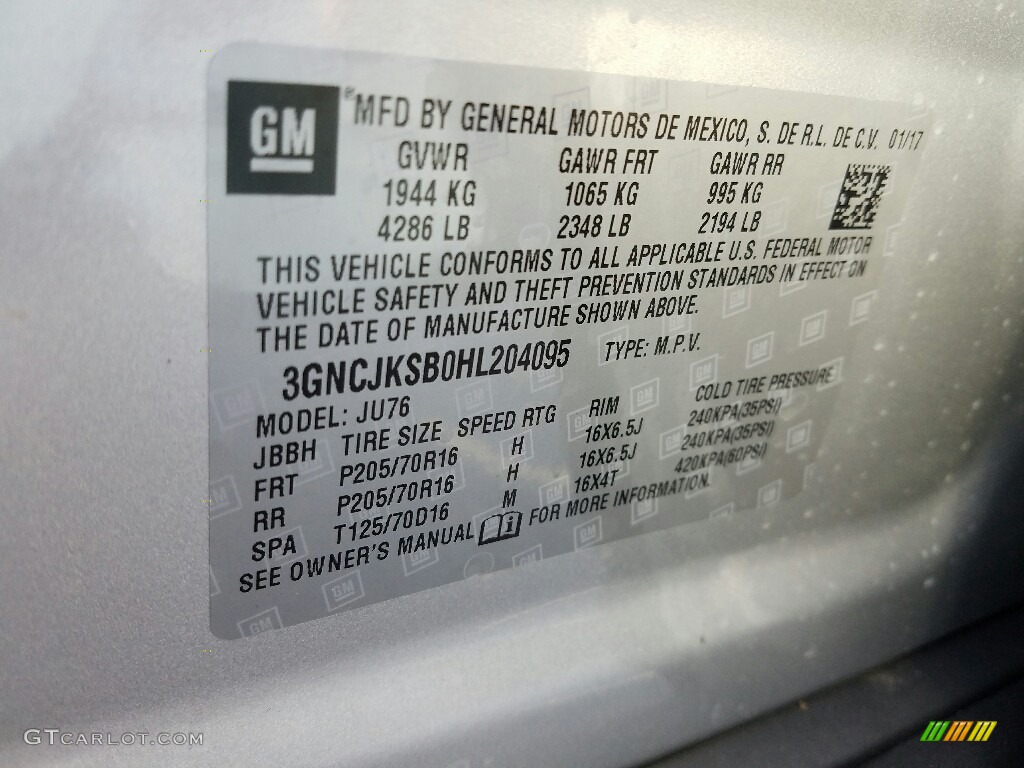 GM
®MFD BY GENERAL MOTORS DE MEXICO, S. DE R.L. DE C.V. 01/17
GVWR GAWR FRT GAWR RR
1944 KG 1065 KG 995 KG
4286 LB 2348 LB 2194 LB
THIS VEHICLE CONFORMS TO ALL APPLICABLE U.S. FEDERAL MOTOR
VEHICLE SAFETY AND THEFT PREVENTION STANDARDS IN EFFECT ON
THE DATE OF MANUFACTURE SHOWN ABOVE.
3GNCJKSB0HL204095 TYPE: M.P.V.
MODEL: JU76
JBBH TIRE SIZE SPEED RTG RIM COLD TIRE PRESSURE
FRT P205/70R16 H 16X6.5J 240KPA(35PSI)
RR P205/70R16 H 16X6.5J 240KPA(35PSI)
SPA T125/70D16 M 16X4T 420KPA(60PSI)
SEE OWNER'S MANUAL FOR MORE INFORMATION.
GTCARLOT.COM